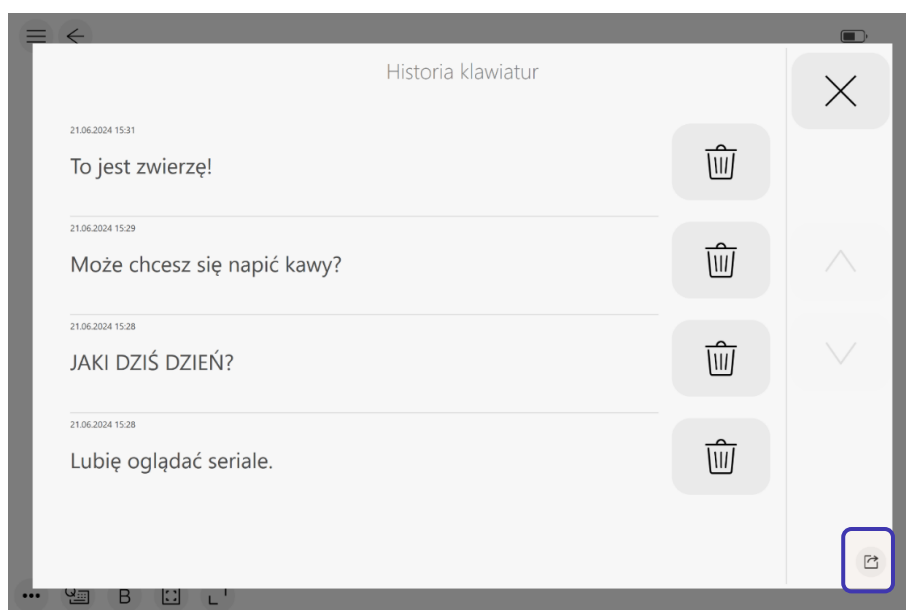 Historia klawiatur
21.06.2024 15:31
To jest zwierzę!
21.06.2024 15:29
Może chcesz się napić kawy?
21.06.2024 15:28
JAKI DZIŚ DZIEŃ?
21.06.2024 15:28
Lubię oglądać seriale.
B